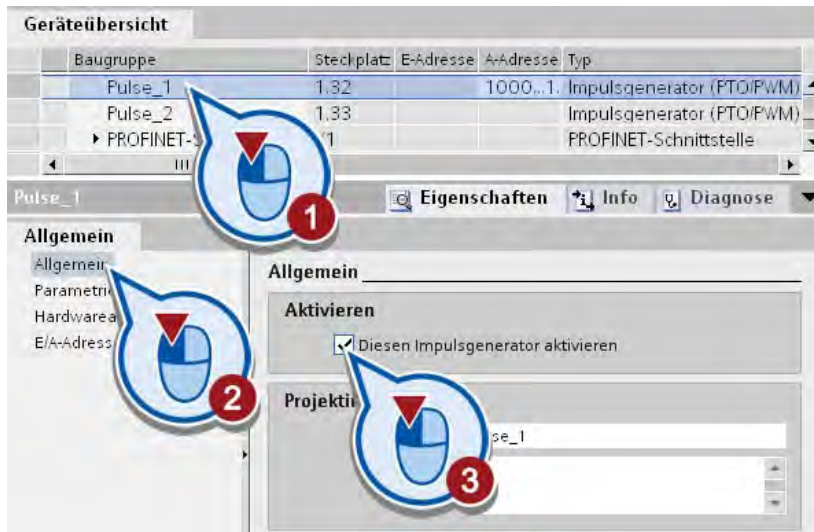 Geräteübersicht
Baugruppe Steckplatz E-Adresse A-Adresse Typ
Pulse_1 1.32 1000...1. Impulsgenerator (PTO/PWM)
Pulse_2 1.33 Impulsgenerator (PTO/PWM)
PROFINET-S 1 PROFINET-Schnittstelle
1
Pulse_1 Eigenschaften Info Diagnose
Allgemein
Allgemein
Parametri
Hardwarea
E/A-Adress
2
Allgemein
Aktivieren
Diesen Impulsgenerator aktivieren
Projektin
se_1
3